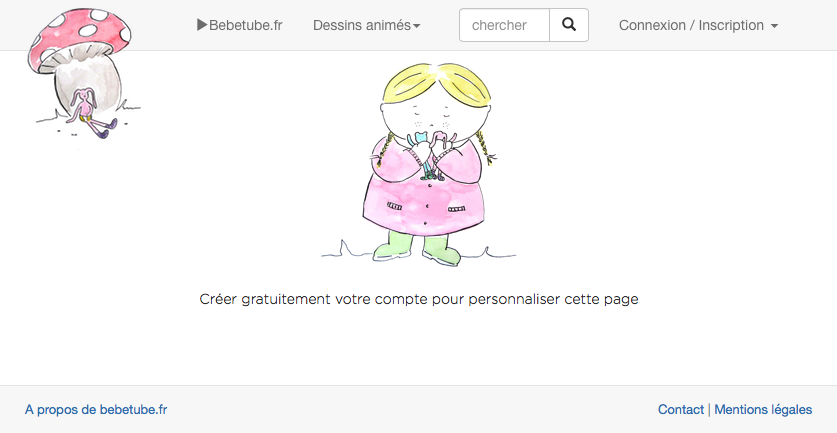 Bebetube.fr
Dessins animés
chercher
Connexion / Inscription
Créer gratuitement votre compte pour personnaliser cette page
A propos de bebetube.fr
Contact | Mentions légales